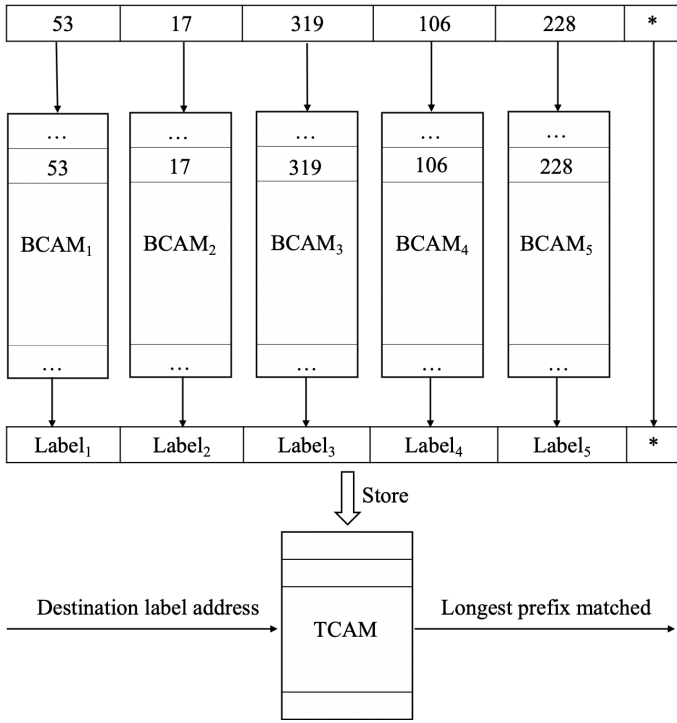 53 17 319 106 228 *
... ... ... ... ...
53 17 319 106 228
BCAM₁ BCAM₂ BCAM₃ BCAM₄ BCAM₅
... ... ... ... ...
Label₁ Label₂ Label₃ Label₄ Label₅ *
Store
Destination label address
TCAM
Longest prefix matched